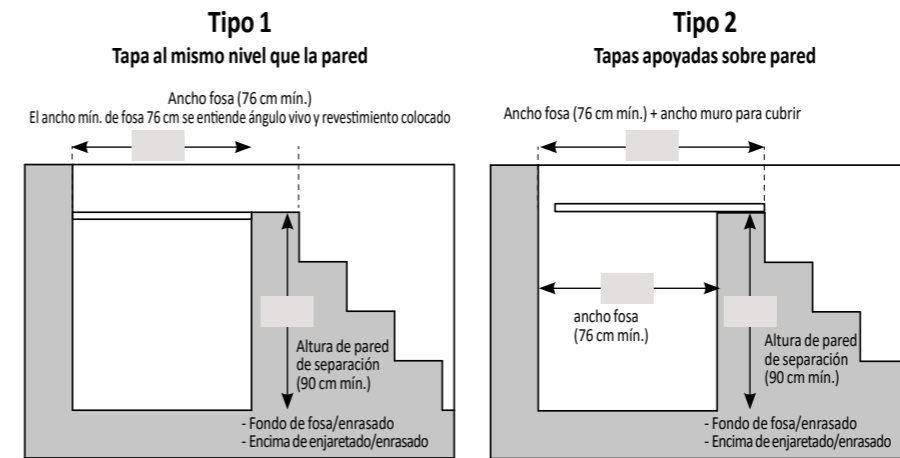 Tipo 1
Tapa al mismo nivel que la pared
Ancho fosa (76 cm mín.)
El ancho mín. de fosa 76 cm se entiende ángulo vivo y revestimiento colocado
Altura de pared
de separación
(90 cm mín.)
- Fondo de fosa/enrasado
- Encima de enjaretado/enrasado
Tipo 2
Tapas apoyadas sobre pared
Ancho fosa (76 cm mín.) + ancho muro para cubrir
ancho fosa
(76 cm mín.)
Altura de pared
de separación
(90 cm mín.)
- Fondo de fosa/enrasado
- Encima de enjaretado/enrasado